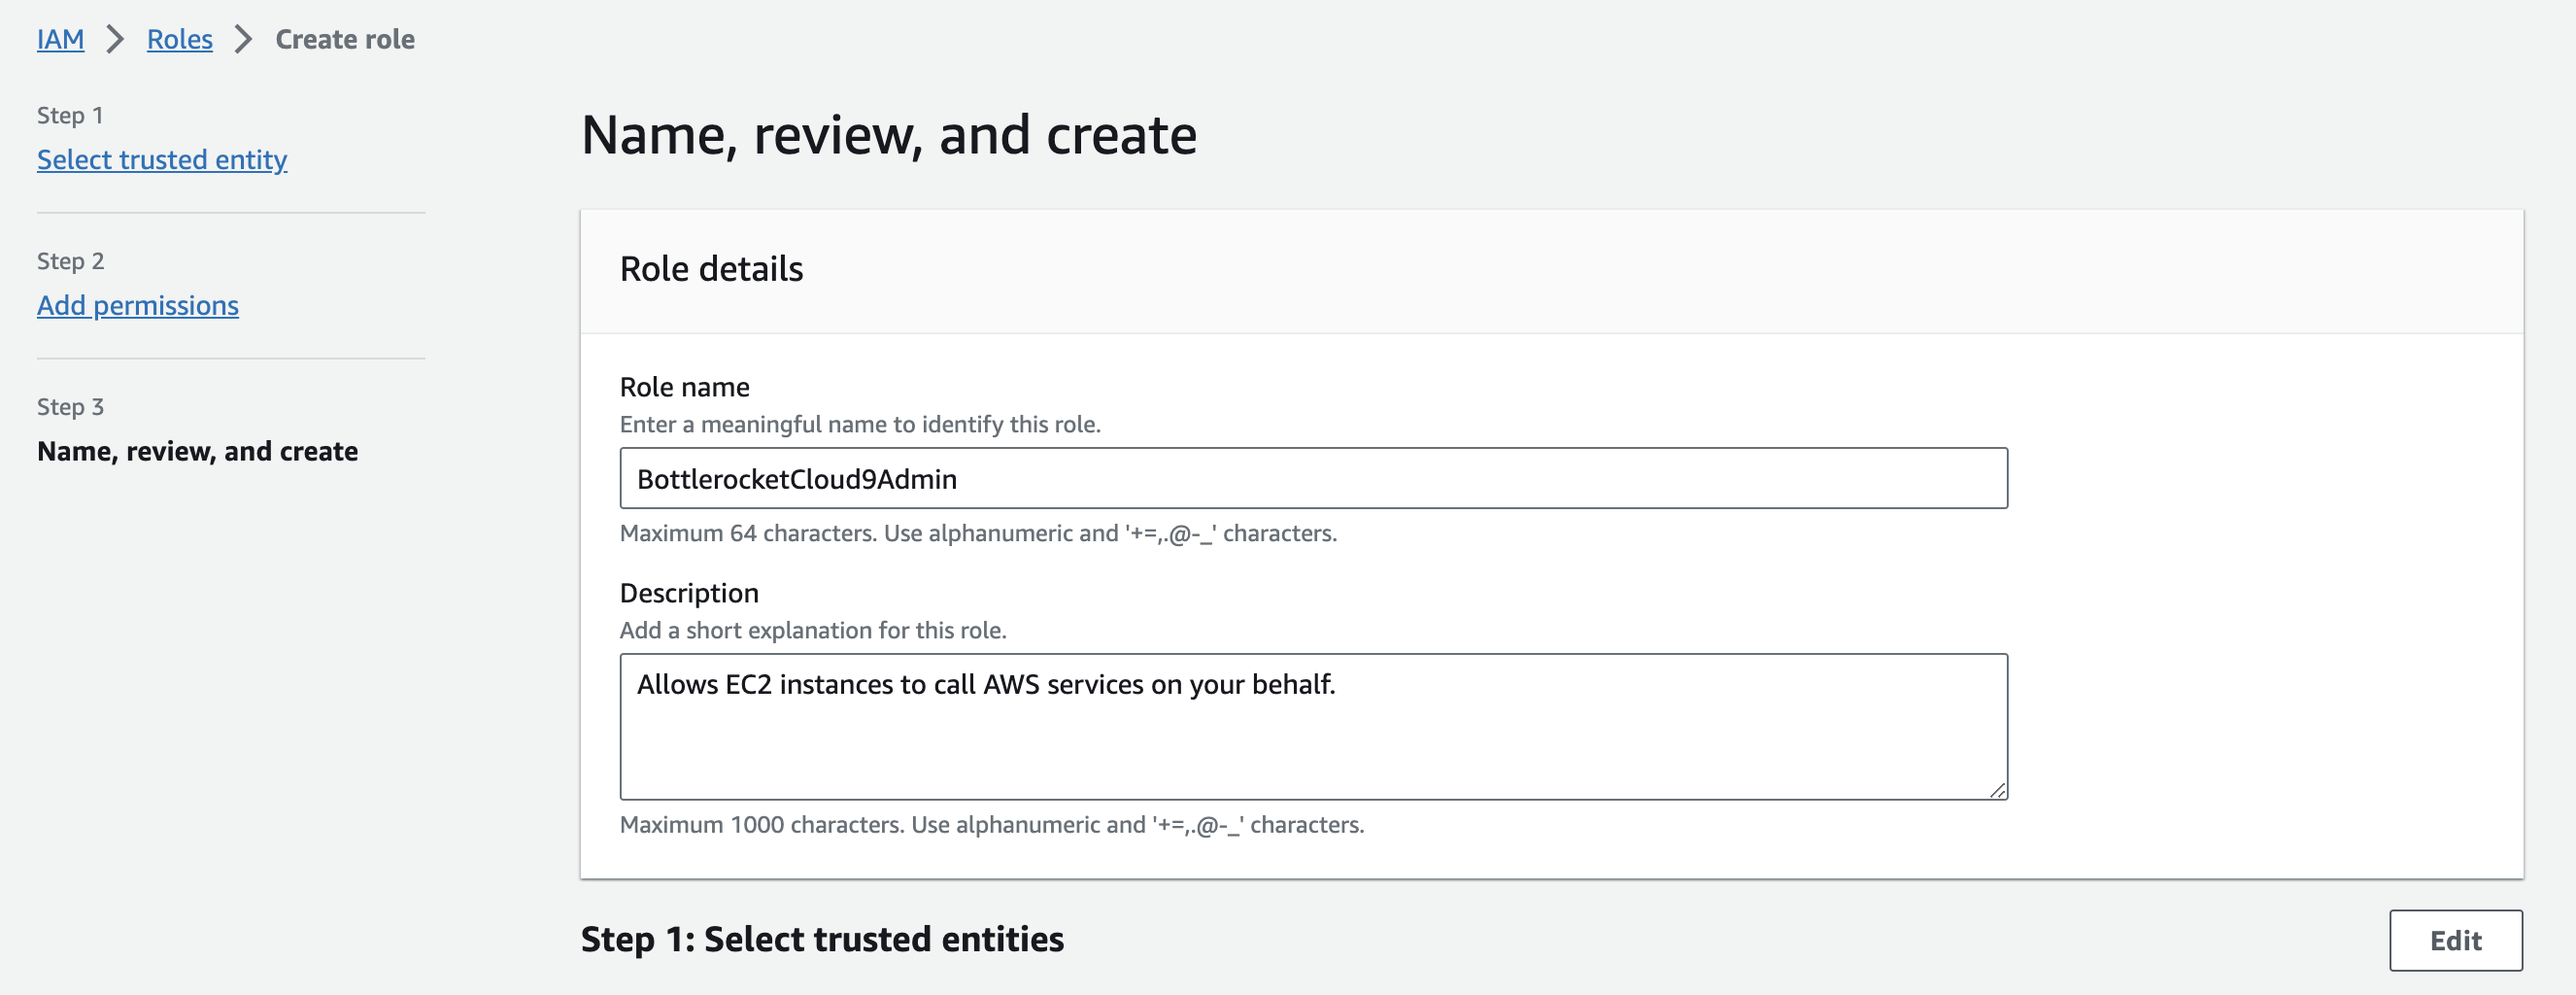 IAM > Roles > Create role
Step 1
Select trusted entity
Step 2
Add permissions
Step 3
Name, review, and create
Name, review, and create
Role details
Role name
Enter a meaningful name to identify this role.
BottlerocketCloud9Admin
Maximum 64 characters. Use alphanumeric and '+=,.@-_' characters.
Description
Add a short explanation for this role.
Allows EC2 instances to call AWS services on your behalf.
Maximum 1000 characters. Use alphanumeric and '+=,.@-_' characters.
Step 1: Select trusted entities
Edit